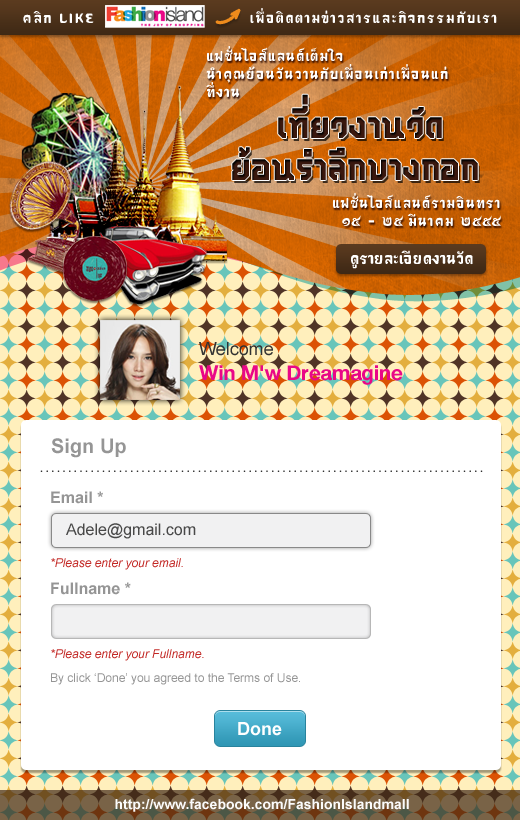 คลิก LIKE Fashionisland THE JOY OF SHOPPING เพื่อติดตามข่าวสารและกิจกรรมกับเรา
แฟชั่นไอส์แลนด์เต็มใจ
นำคุณย้อนวันวานกับเพื่อนเก่าเพื่อนแก่
ที่งาน
เที่ยวงานวัด
ย้อนรำลึกบางกอก
แฟชั่นไอส์แลนด์รามอินทรา
๑๕ - ๒๕ มีนาคม ๒๕๕๕
ดูรายละเอียดงานวัด
Welcome
Win M'w Dreamagine
Sign Up
Email *
Adele@gmail.com
*Please enter your email.
Fullname *
*Please enter your Fullname.
By click ‘Done’ you agreed to the Terms of Use.
Done
http://www.facebook.com/FashionIslandmall